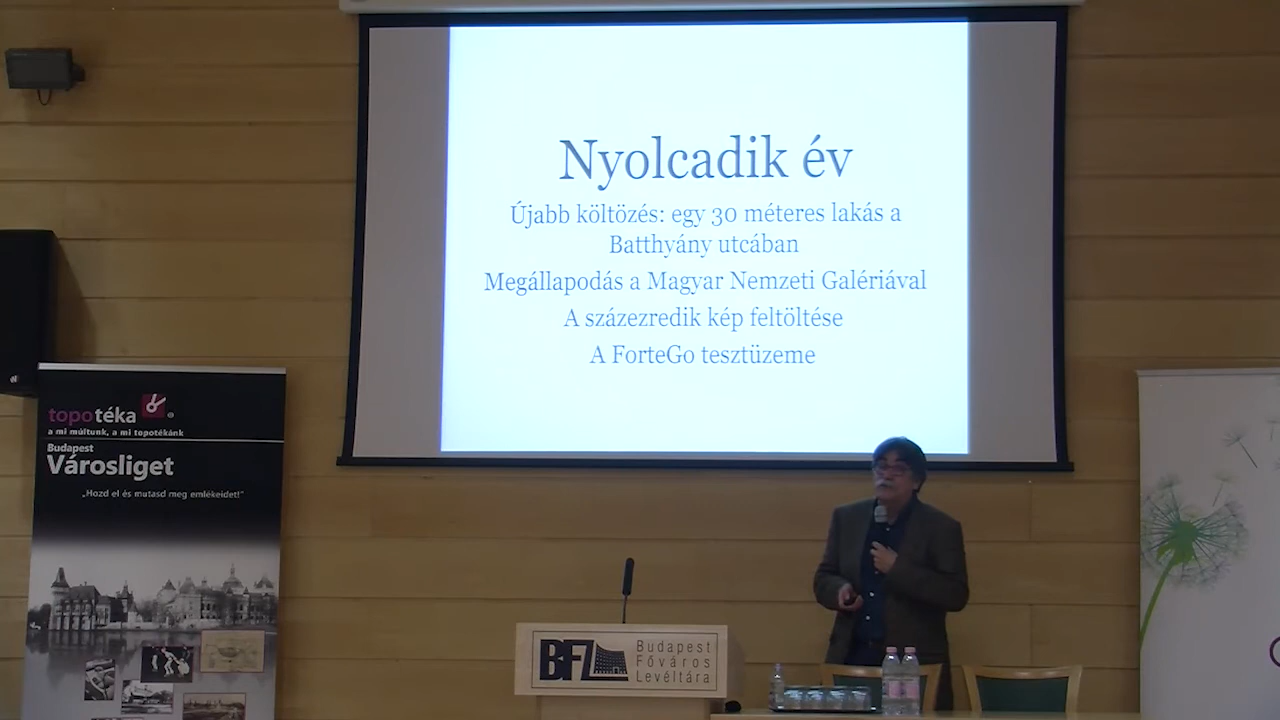 Nyolcadik év
Újabb költözés: egy 30 méteres lakás a
Batthyány utcában
Megállapodás a Magyar Nemzeti Galériával
A százezredik kép feltöltése
A ForteGo tesztüzeme
topotéka ®
a mi múltunk, a mi topotékánk
Budapest
Városliget
„Hozd el és mutasd meg emlékeidet!”
BFL
Budapest
Főváros
Levéltára